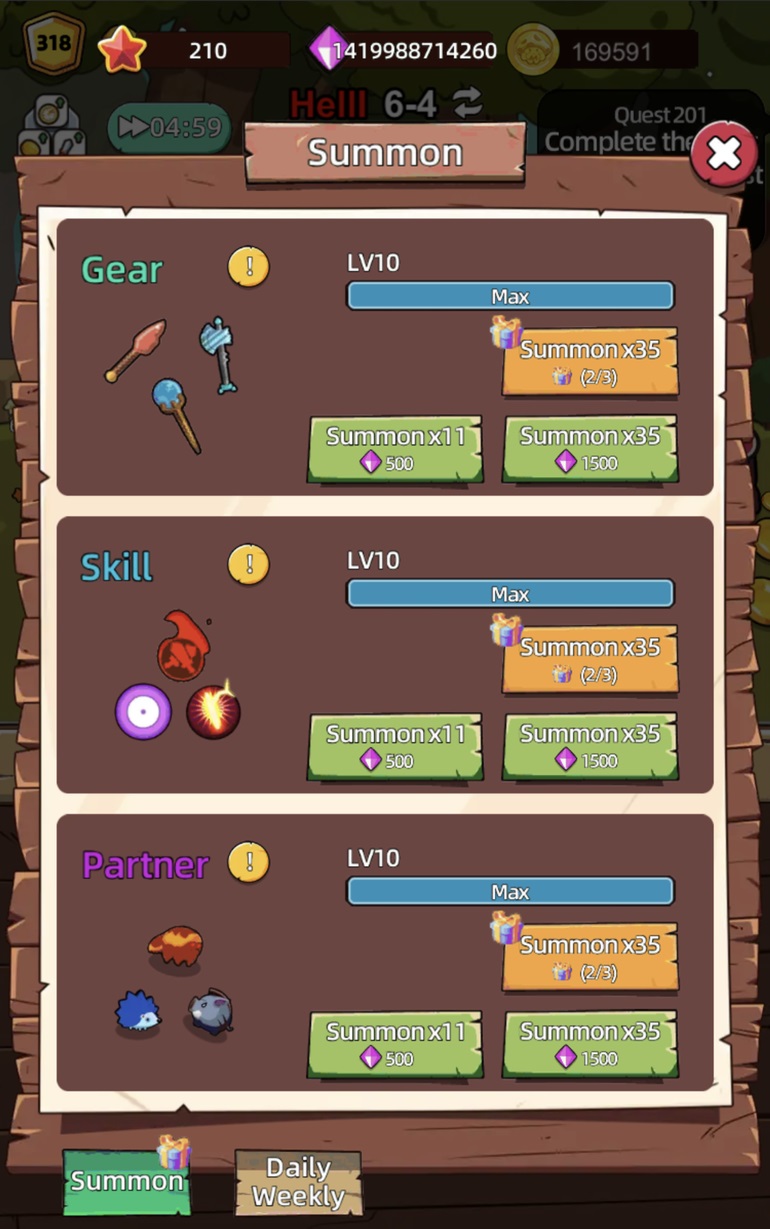 318
210
1419988714260
169591
HellI 6-4
04:59
Quest 201
Complete the
st
Summon
Gear
!
LV10
Max
Summon x35
(2/3)
Summon x11
500
Summon x35
1500
Skill
!
LV10
Max
Summon x35
(2/3)
Summon x11
500
Summon x35
1500
Partner
!
LV10
Max
Summon x35
(2/3)
Summon x11
500
Summon x35
1500
Summon
Daily
Weekly